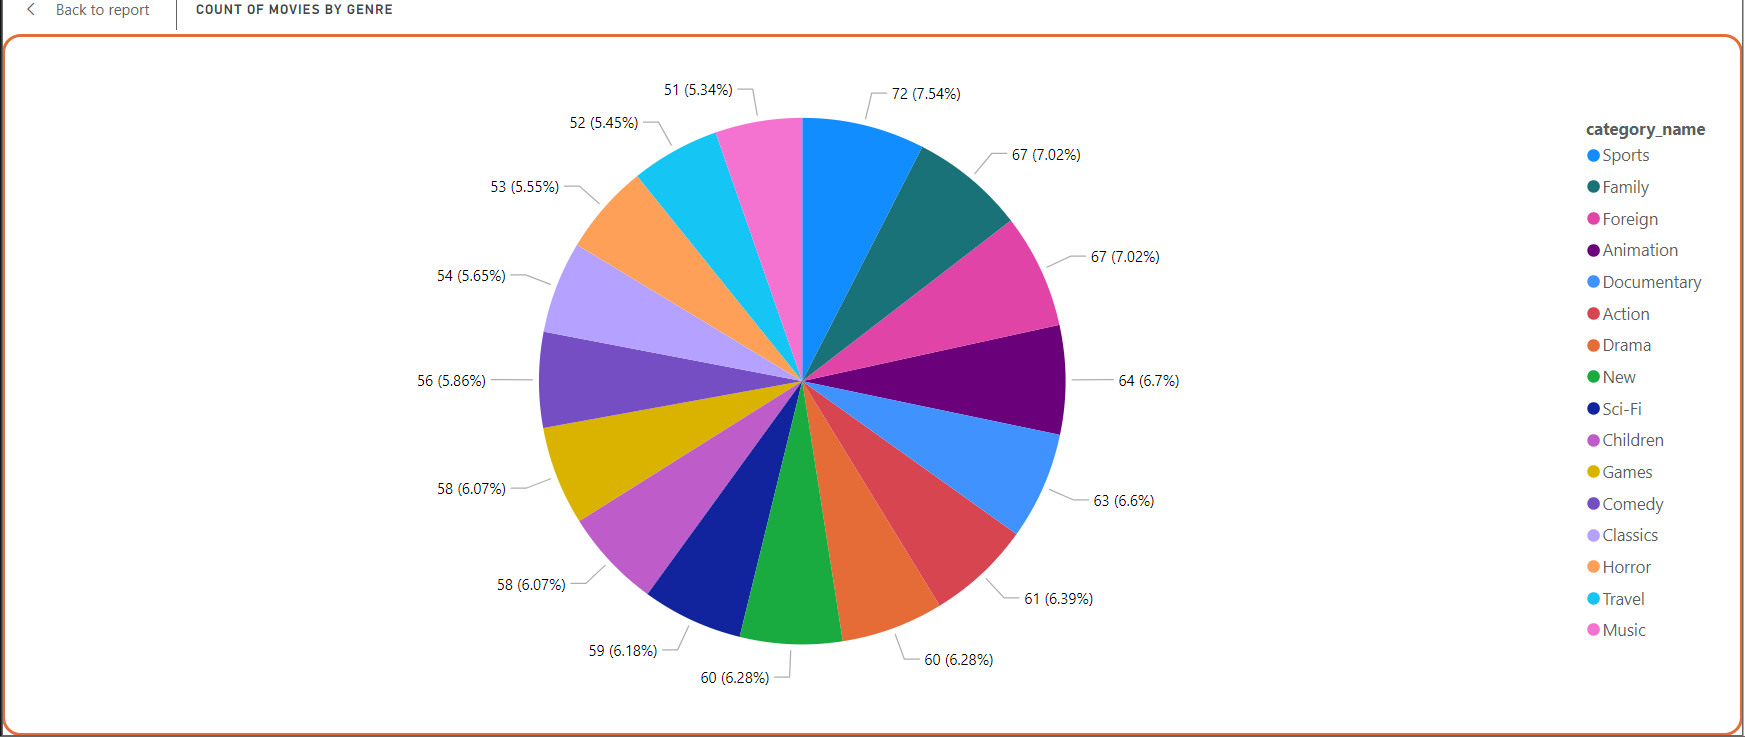 Back to report
COUNT OF MOVIES BY GENRE
51 (5.34%)
72 (7.54%)
52 (5.45%)
67 (7.02%)
53 (5.55%)
67 (7.02%)
54 (5.65%)
56 (5.86%)
64 (6.7%)
58 (6.07%)
63 (6.6%)
58 (6.07%)
61 (6.39%)
59 (6.18%)
60 (6.28%)
60 (6.28%)
category_name
Sports
Family
Foreign
Animation
Documentary
Action
Drama
New
Sci-Fi
Children
Games
Comedy
Classics
Horror
Travel
Music